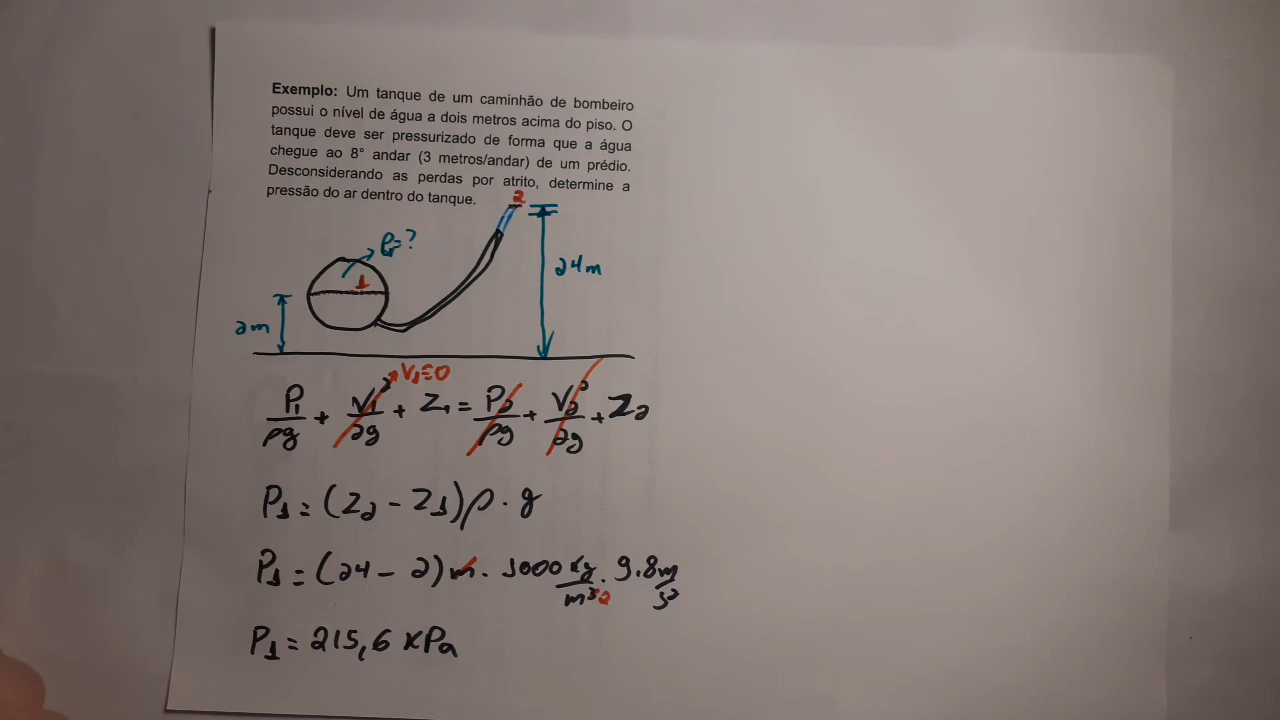 Exemplo: Um tanque de um caminhão de bombeiro
possui o nível de água a dois metros acima do piso. O
tanque deve ser pressurizado de forma que a água
chegue ao 8° andar (3 metros/andar) de um prédio.
Desconsiderando as perdas por atrito, determine a
pressão do ar dentro do tanque.
2
P1=?
1
24m
2m
V1≅0
P1/ρg + V1²/2g + Z1 = P2/ρg + V2²/2g + Z2
P1 = (Z2 - Z1)ρ · g
P1 = (24 - 2)m · 1000 Kg/m³ 2 · 9.8 m/s²
P1 = 215,6 KPa